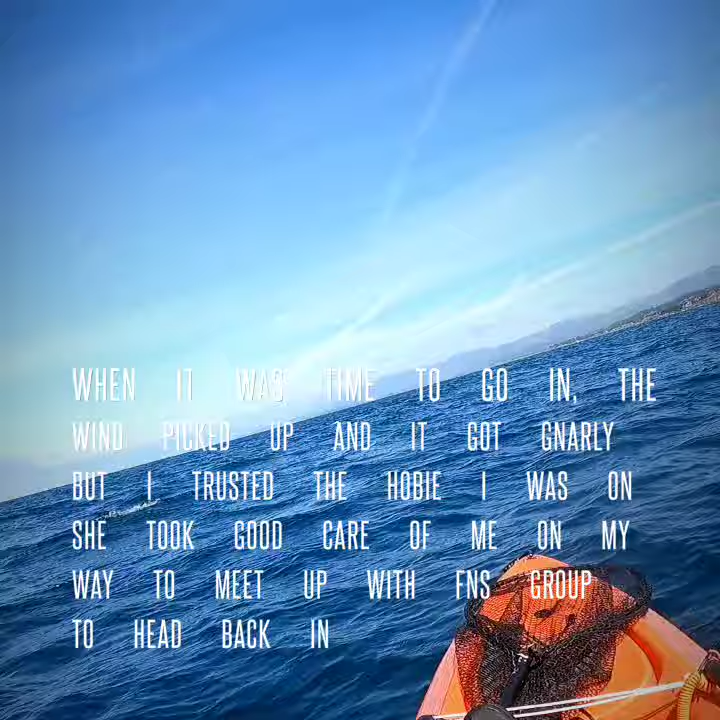 WHEN IT WAS TIME TO GO IN, THE
WIND PICKED UP AND IT GOT GNARLY
BUT I TRUSTED THE HOBIE I WAS ON
SHE TOOK GOOD CARE OF ME ON MY
WAY TO MEET UP WITH FNS GROUP
TO HEAD BACK IN